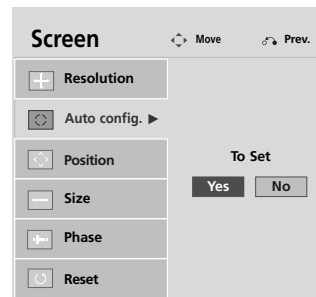 Screen Move Prev.
Resolution
Auto config. ►
Position
Size
Phase
Reset
To Set
Yes No